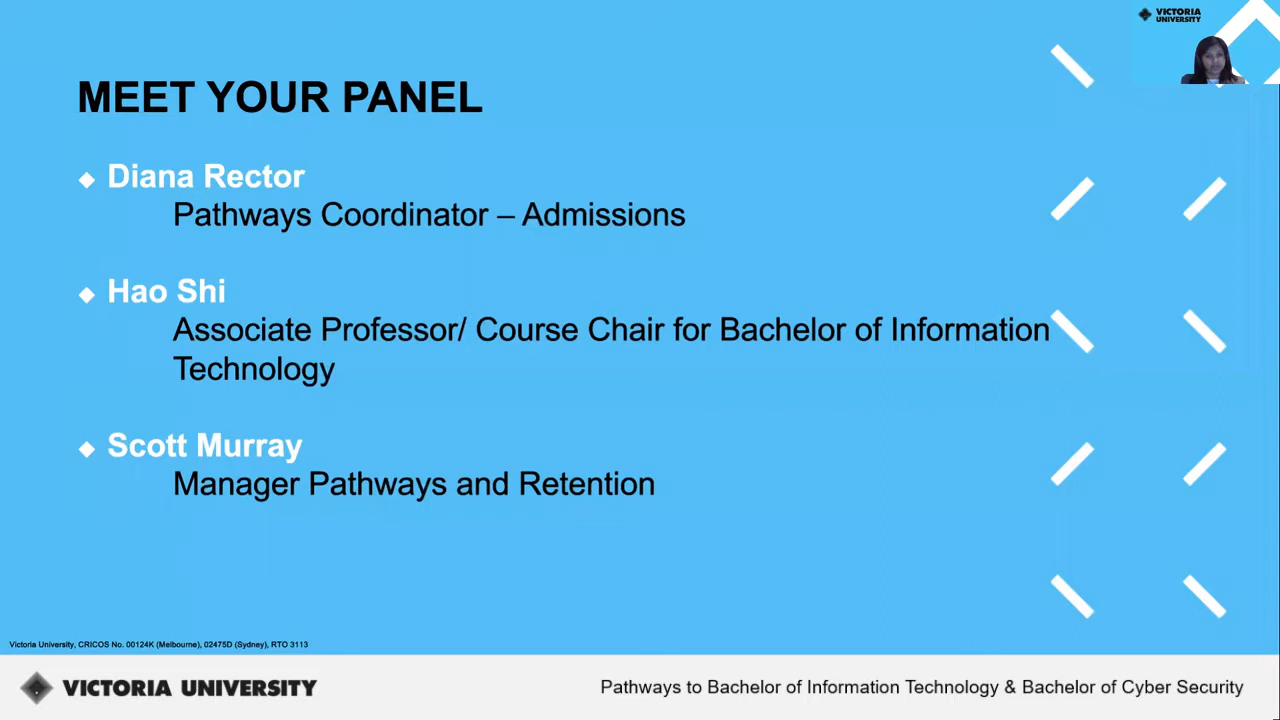 VICTORIA
UNIVERSITY
MEET YOUR PANEL
Diana Rector
Pathways Coordinator – Admissions
Hao Shi
Associate Professor/ Course Chair for Bachelor of Information
Technology
Scott Murray
Manager Pathways and Retention
Victoria University, CRICOS No. 00124K (Melbourne), 02475D (Sydney), RTO 3113
VICTORIA UNIVERSITY
Pathways to Bachelor of Information Technology & Bachelor of Cyber Security